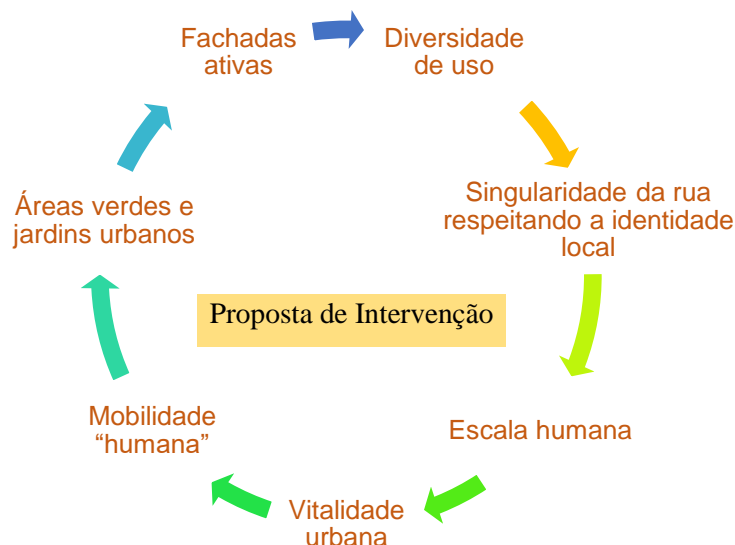 Fachadas
ativas
Diversidade
de uso
Singularidade da rua
respeitando a identidade
local
Escala humana
Vitalidade
urbana
Mobilidade
“humana”
Áreas verdes e
jardins urbanos
Proposta de Intervenção